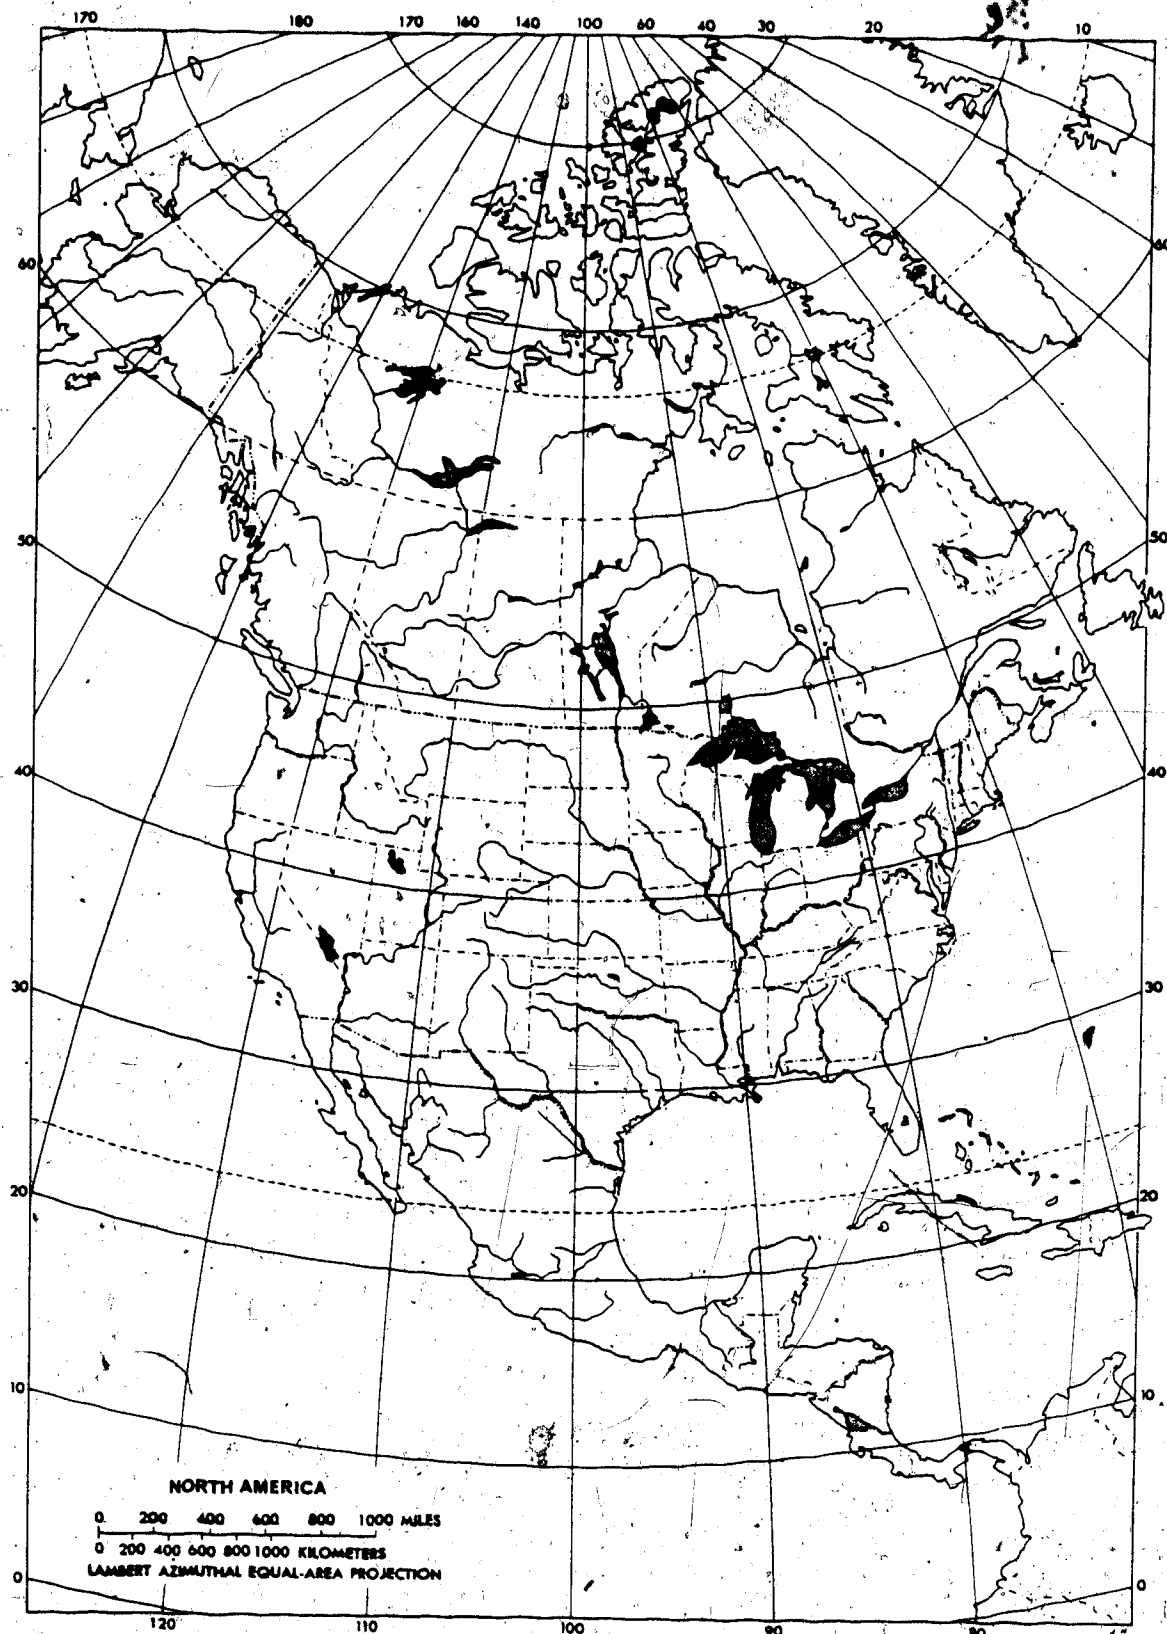 170 180 170 160 140 120 100 60 40 30 20 10
60 60
50 50
40 40
30 30
20 20
10 10
NORTH AMERICA
0 200 400 600 800 1000 MILES
0 200 400 600 800 1000 KILOMETERS
LAMBERT AZIMUTHAL EQUAL-AREA PROJECTION
0 0
120 110 100 90 80